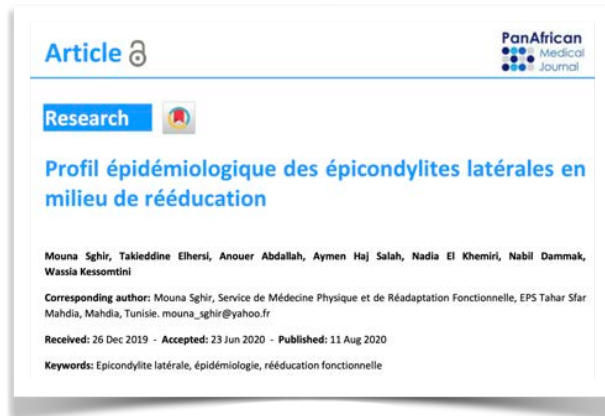 Article
PanAfrican
Medical
Journal
Research
Profil épidémiologique des épicondylites latérales en
milieu de rééducation
Mouna Sghir, Takieddine Elhersi, Anouer Abdallah, Aymen Haj Salah, Nadia El Khemiri, Nabil Dammak,
Wassia Kessomtini
Corresponding author: Mouna Sghir, Service de Médecine Physique et de Réadaptation Fonctionnelle, EPS Tahar Sfar
Mahdia, Mahdia, Tunisie. mouna_sghir@yahoo.fr
Received: 26 Dec 2019 - Accepted: 23 Jun 2020 - Published: 11 Aug 2020
Keywords: Epicondylite latérale, épidémiologie, rééducation fonctionnelle